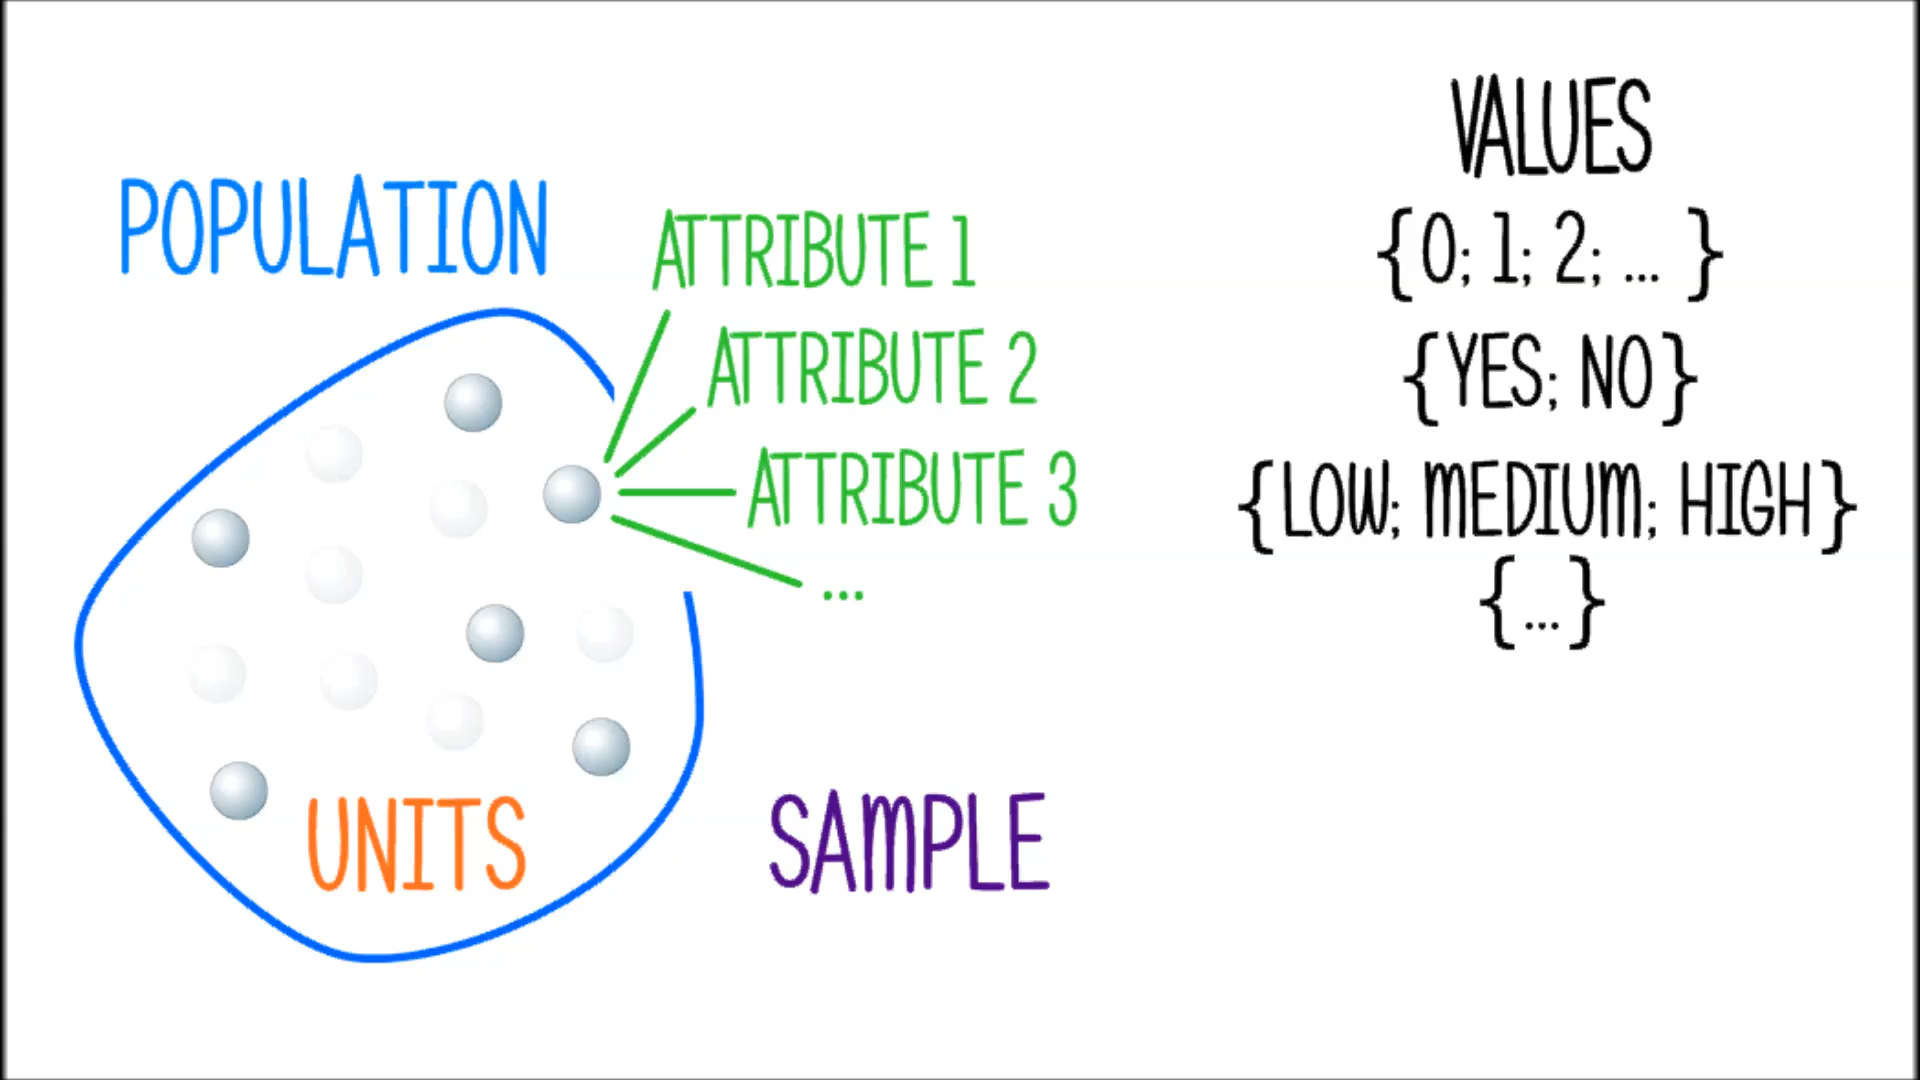 POPULATION
ATTRIBUTE 1
ATTRIBUTE 2
ATTRIBUTE 3
...
UNITS
SAMPLE
VALUES
{0; 1; 2; ... }
{YES; NO}
{LOW; MEDIUM; HIGH}
{...}